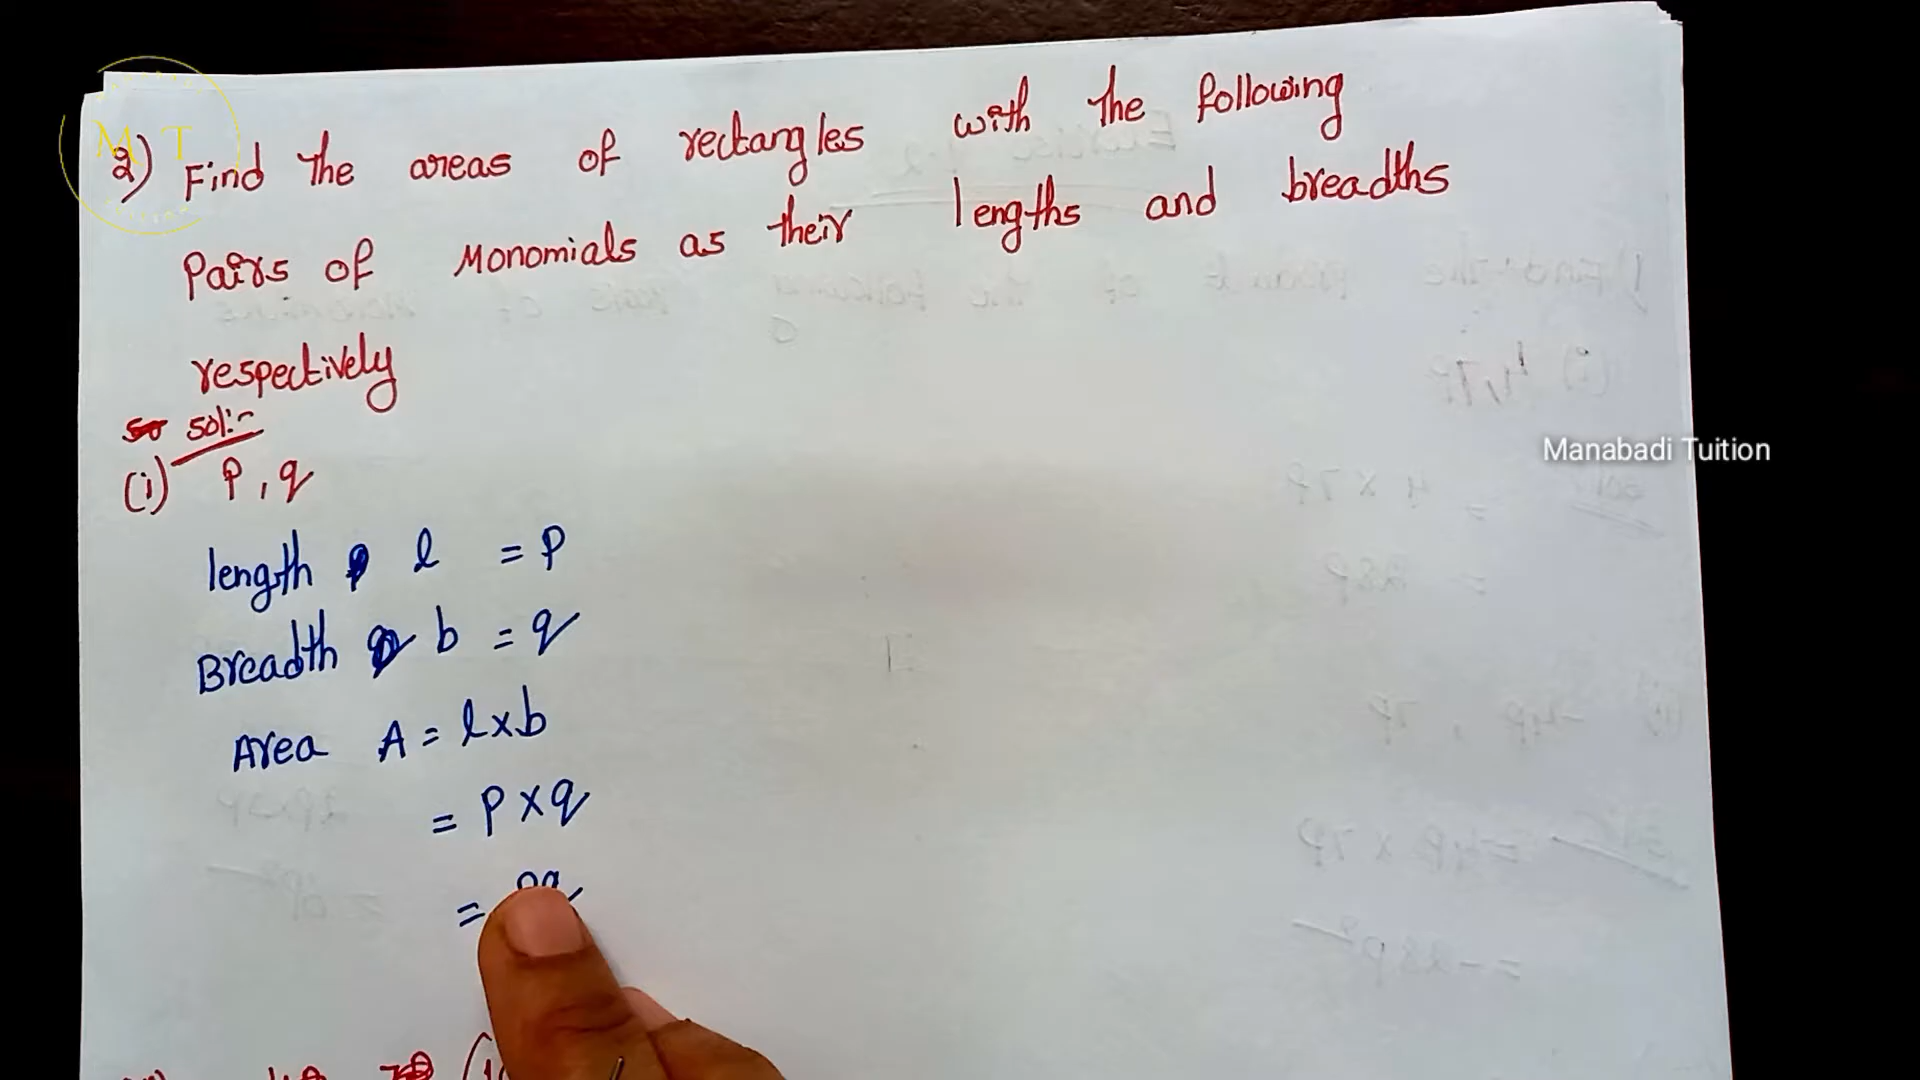 M T
2) Find the areas of rectangles with the following
Pairs of Monomials as their lengths and breadths
respectively
sol:-
(i) P, q
length l = P
Breadth b = q
Area A = l×b
= P × q
= pq
Manabadi Tuition